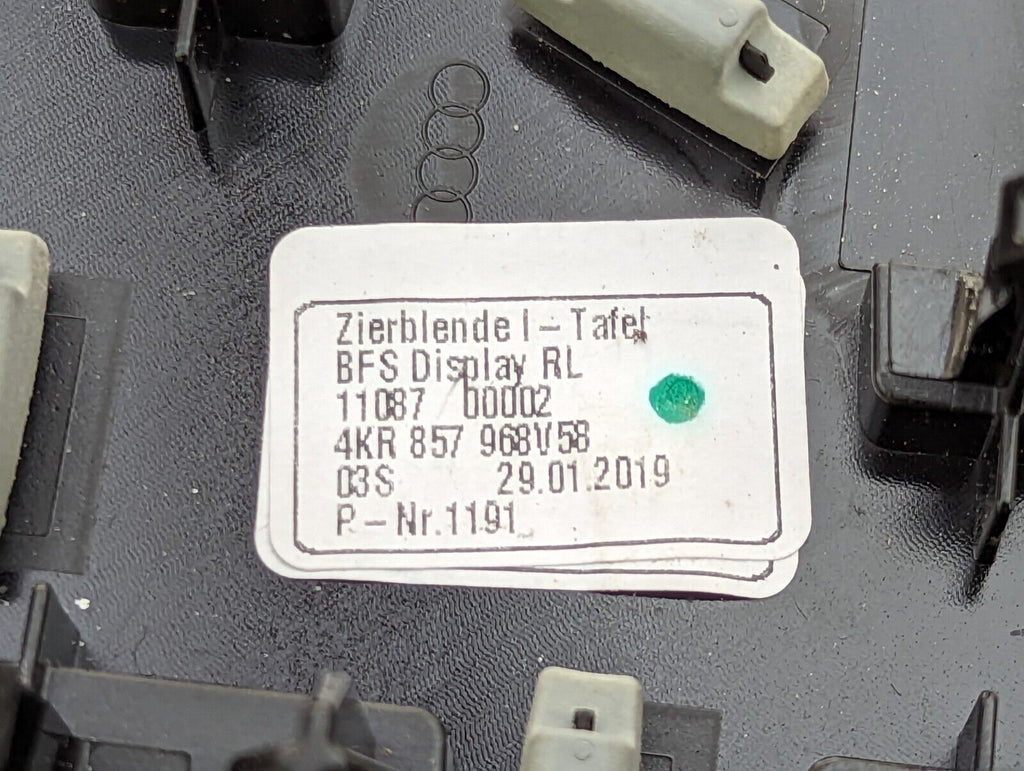 Zierblende I - Tafel
BFS Display RL
11087 00002
4KR 857 968V58
03S 29.01.2019
P - Nr.1191